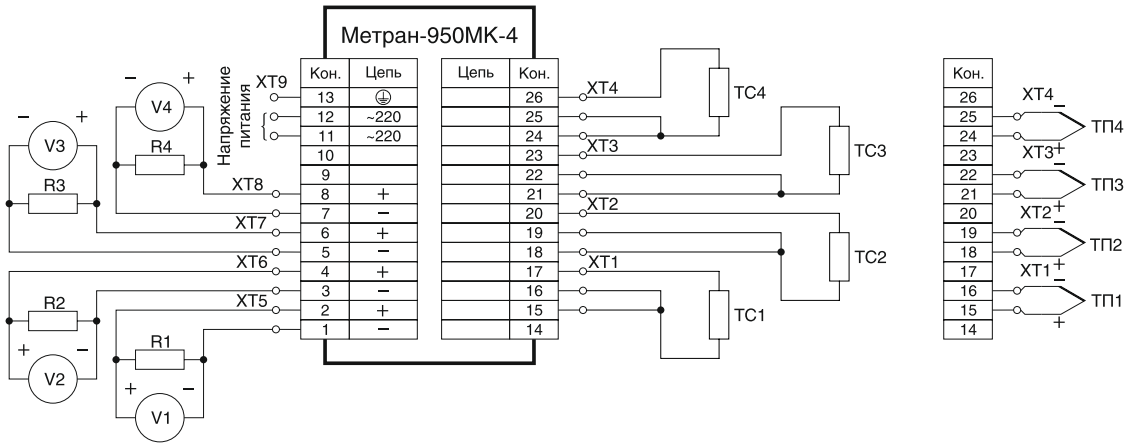 Метран-950МК-4
Кон. Цепь Цепь Кон. Кон.
XT9
Напряжение питания
13 26 26
12 ~220 25 25
11 ~220 24 24
10 23 23
9 22 22
XT8 8 + 21 21
7 − 20 20
XT7 6 + 19 19
5 − 18 18
XT6 4 + 17 17
3 − 16 16
XT5 2 + 15 15
1 − 14 14
− V4 +
R4
− V3 +
R3
R2
+ V2 −
R1
+ V1 −
XT4 TC4
XT3 TC3
XT2 TC2
XT1 TC1
XT4 − + ТП4
XT3 − + ТП3
XT2 − + ТП2
XT1 − + ТП1